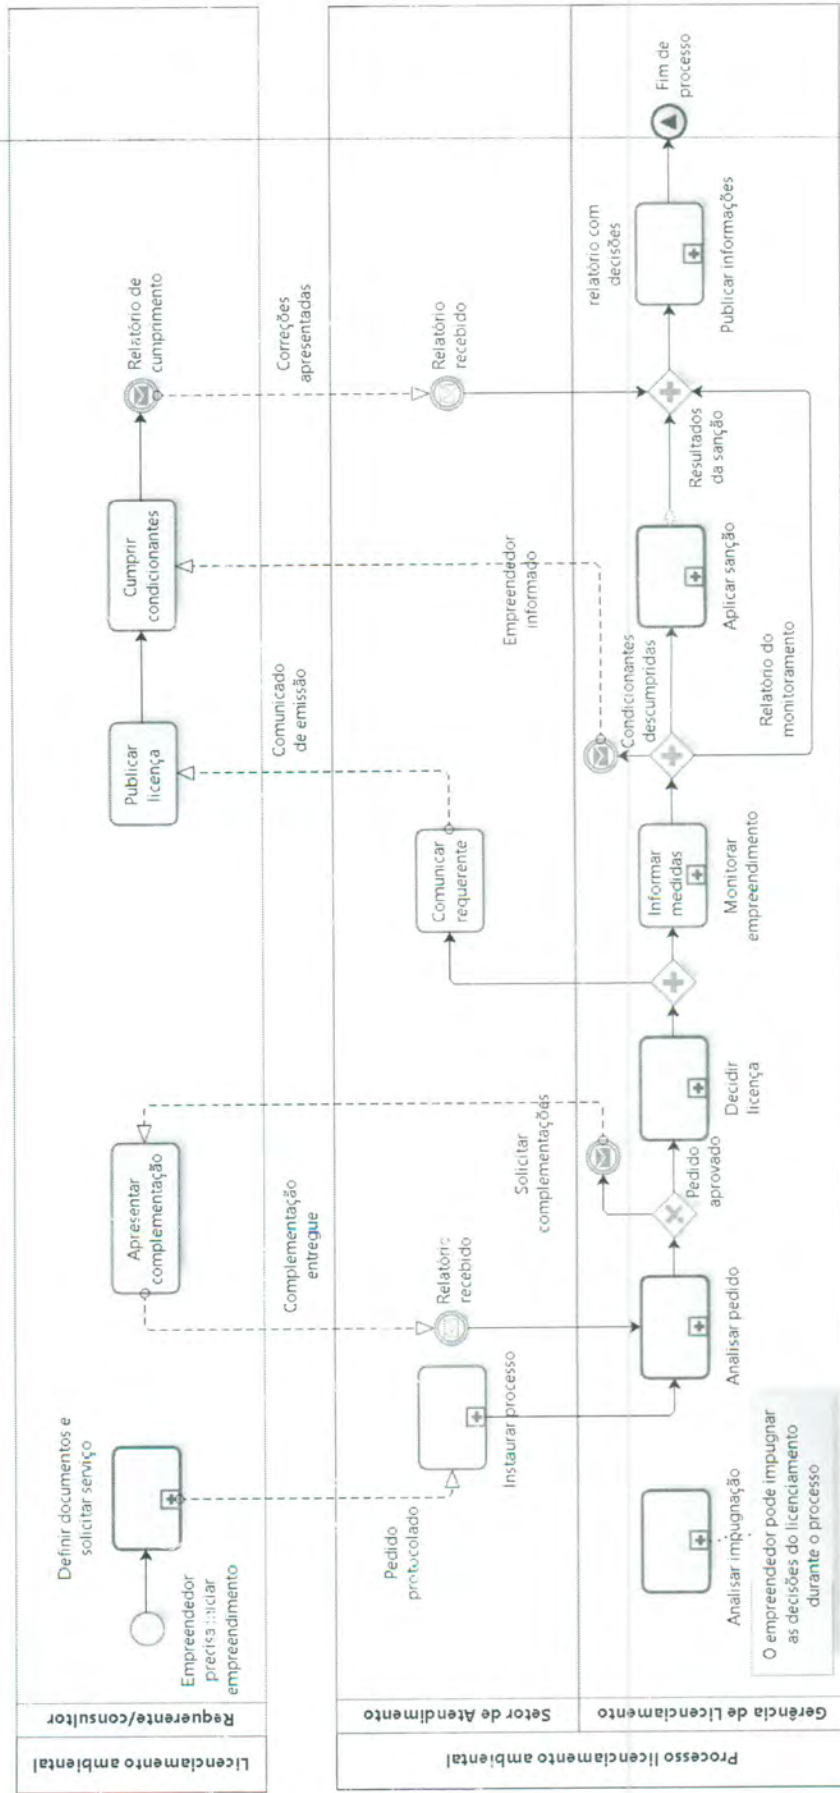 Licenciamento ambiental
Requerente/consultor
Empreendedor
precisa iniciar
empreendimento
Definir documentos e
solicitar serviço
Apresentar
complementação
Publicar
licença
Cumprir
condicionantes
Relatório de
cumprimento
Pedido
protocolado
Complementação
entregue
Solicitar
complementações
Comunicado
de emissão
Empreendedor
informado
Correções
apresentadas
Processo licenciamento ambiental
Setor de Atendimento
Instaurar processo
Relatório
recebido
Comunicar
requerente
Relatório
recebido
Gerência de Licenciamento
Analisar impugnação
O empreendedor pode impugnar
as decisões do licenciamento
durante o processo
Analisar pedido
Pedido
aprovado
Decidir
licença
Informar
medidas
Monitorar
empreendimento
Condicionantes
descumpridas
Aplicar sanção
Relatório do
monitoramento
Resultados
da sanção
relatório com
decisões
Publicar informações
Fim de
processo